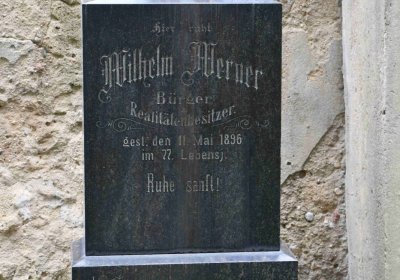 Hier ruht
Wilhelm Werner
Bürger
Realitätenbesitzer.
gest. den 11. Mai 1896
im 77. Lebensj.
Ruhe sanft!